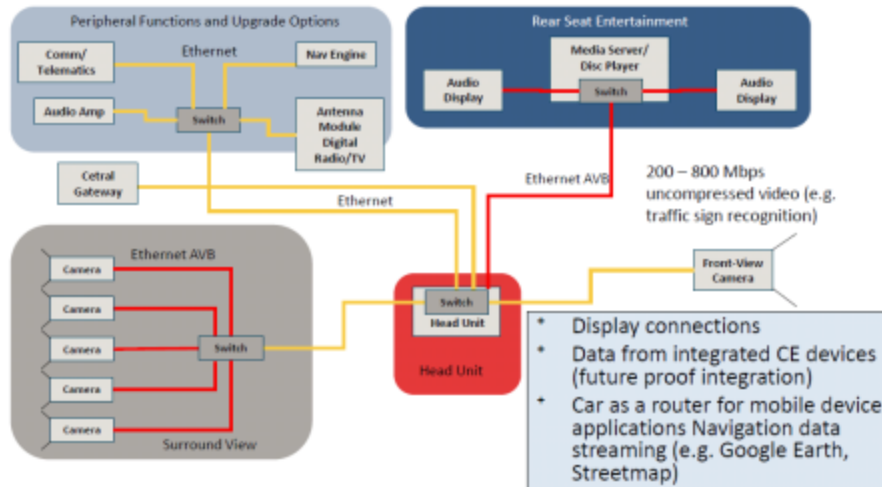 Peripheral Functions and Upgrade Options
Ethernet
Comm/
Telematics
Nav Engine
Audio Amp
Switch
Antenna
Module
Digital
Radio/TV
Rear Seat Entertainment
Media Server/
Disc Player
Audio
Display
Switch
Audio
Display
Cetral
Gateway
Ethernet
Ethernet AVB
200 – 800 Mbps
uncompressed video (e.g.
traffic sign recognition)
Ethernet AVB
Camera
Camera
Camera
Camera
Camera
Switch
Surround View
Switch
Head Unit
Head Unit
Front-View
Camera
* Display connections
* Data from integrated CE devices
(future proof integration)
* Car as a router for mobile device
applications Navigation data
streaming (e.g. Google Earth,
Streetmap)